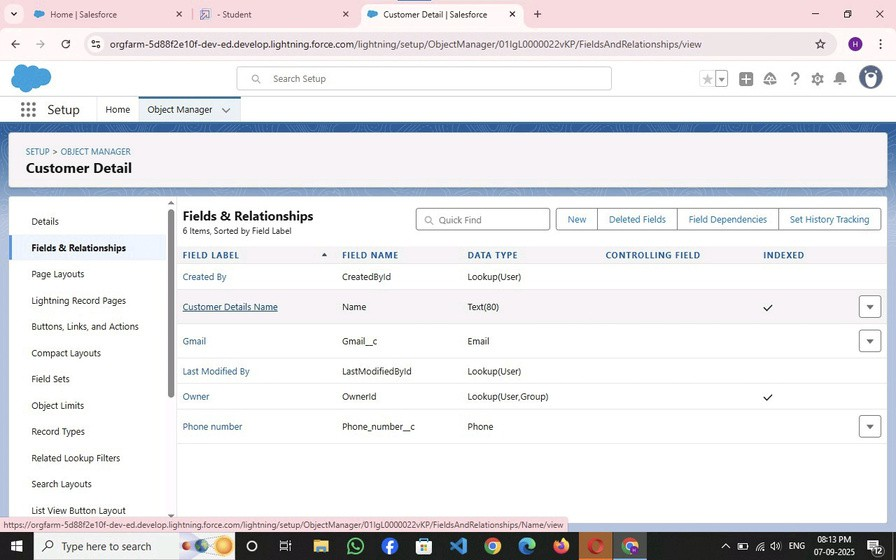 Home | Salesforce
- Student
Customer Detail | Salesforce
orgfarm-5d88f2e10f-dev-ed.develop.lightning.force.com/lightning/setup/ObjectManager/01IgL0000022vKP/FieldsAndRelationships/view
H
Search Setup
Setup
Home
Object Manager
SETUP > OBJECT MANAGER
Customer Detail
Details
Fields & Relationships
Page Layouts
Lightning Record Pages
Buttons, Links, and Actions
Compact Layouts
Field Sets
Object Limits
Record Types
Related Lookup Filters
Search Layouts
List View Button Layout
Fields & Relationships
6 Items, Sorted by Field Label
Quick Find
New
Deleted Fields
Field Dependencies
Set History Tracking
FIELD LABEL FIELD NAME DATA TYPE CONTROLLING FIELD INDEXED
Created By CreatedById Lookup(User)
Customer Details Name Name Text(80)
Gmail Gmail__c Email
Last Modified By LastModifiedById Lookup(User)
Owner OwnerId Lookup(User,Group)
Phone number Phone_number__c Phone
https://orgfarm-5d88f2e10f-dev-ed.develop.lightning.force.com/lightning/setup/ObjectManager/01IgL0000022vKP/FieldsAndRelationships/Name/view
Type here to search
ENG
08:13 PM
07-09-2025
12